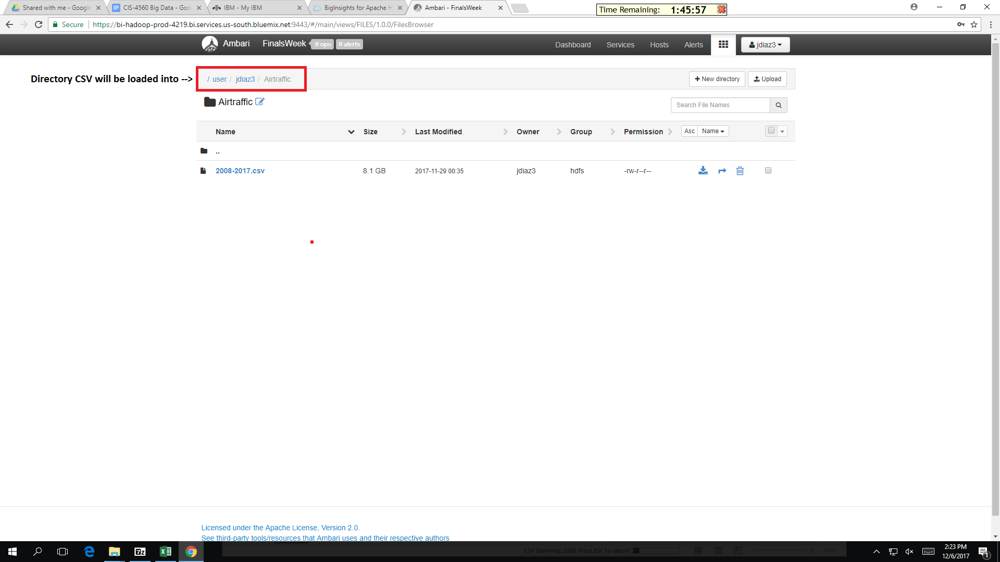 Shared with me - Google
CIS-4560 Big Data - Goo
IBM - My IBM
BigInsights for Apache H
Ambari - FinalsWeek
Time Remaining: 1:45:57
Secure https://bi-hadoop-prod-4219.bi.services.us-south.bluemix.net:9443/#/main/views/FILES/1.0.0/FilesBrowser
Ambari FinalsWeek 0 ops 0 alerts Dashboard Services Hosts Alerts jdiaz3
Directory CSV will be loaded into --> / user / jdiaz3 / Airtraffic New directory Upload
Airtraffic Search File Names
Name Size Last Modified Owner Group Permission Asc Name
..
2008-2017.csv 8.1 GB 2017-11-29 00:35 jdiaz3 hdfs -rw-r--r--
Licensed under the Apache License, Version 2.0.
See third-party tools/resources that Ambari uses and their respective authors
CSV Opening: 2008. Press ESC to cancel. 100%
7z
2:23 PM
12/6/2017
1